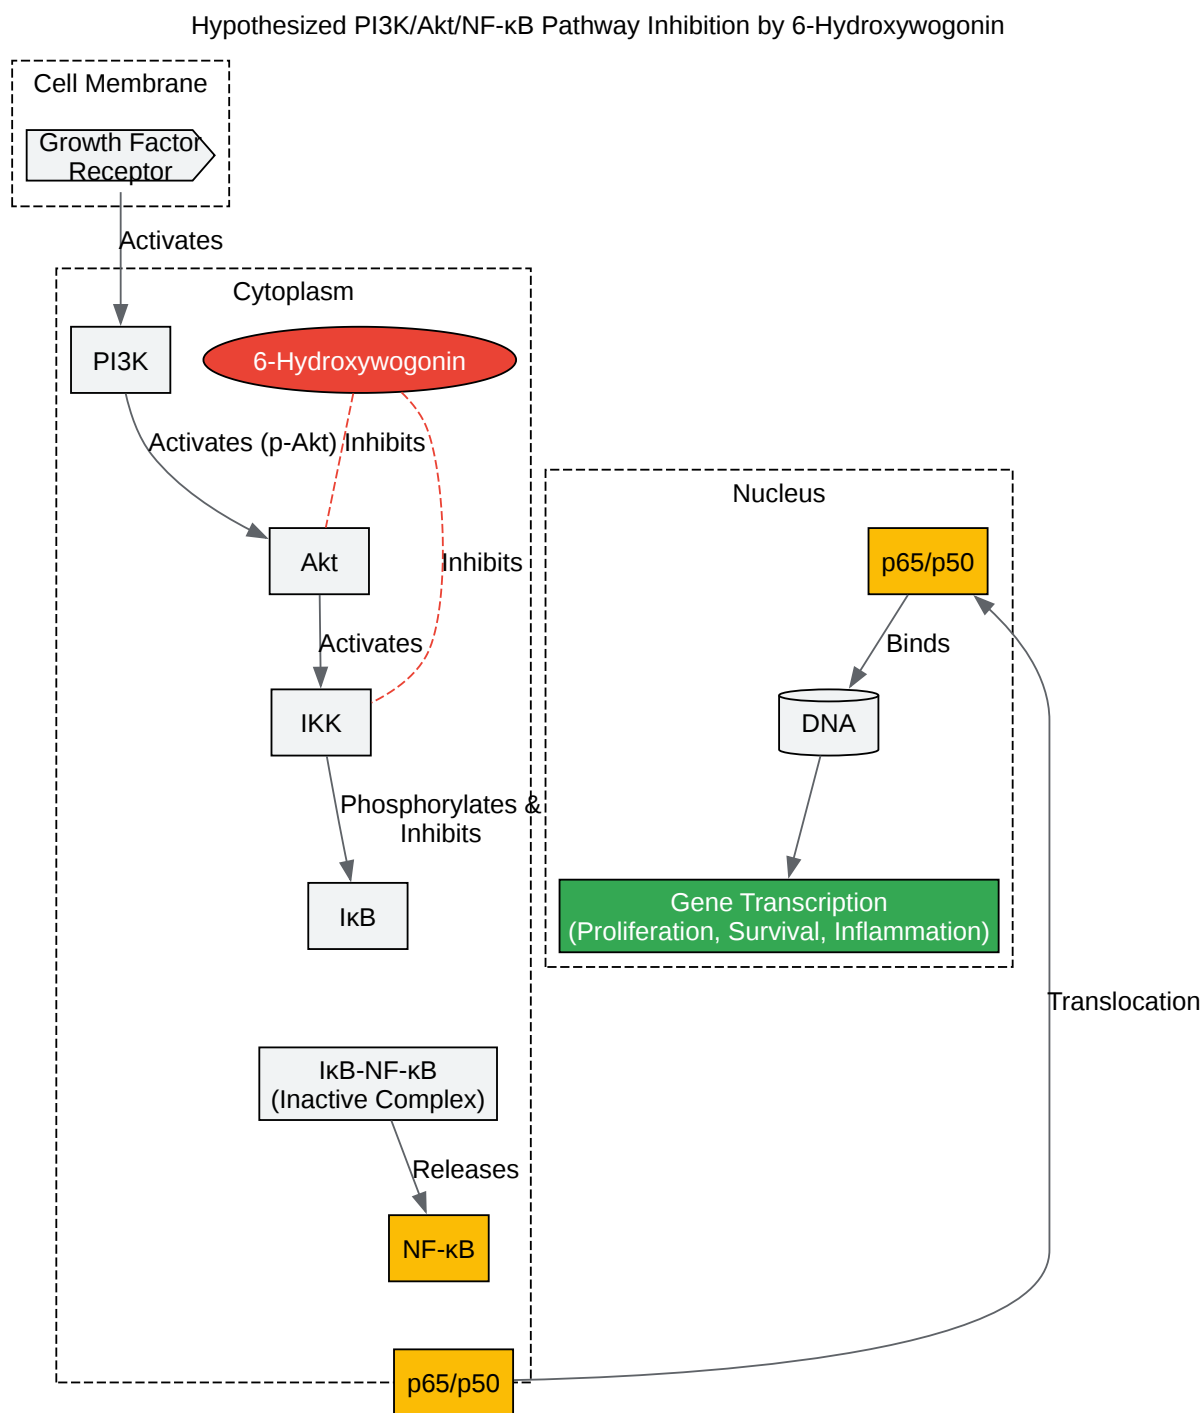 Hypothesized PI3K/Akt/NF-κB Pathway Inhibition by 6-Hydroxywogonin
Cell Membrane
Growth Factor
Receptor
Activates
Cytoplasm
PI3K
6-Hydroxywogonin
Activates (p-Akt)
Inhibits
Akt
Inhibits
Activates
IKK
Phosphorylates &
Inhibits
IκB
IκB-NF-κB
(Inactive Complex)
Releases
NF-κB
p65/p50
Nucleus
p65/p50
Binds
DNA
Gene Transcription
(Proliferation, Survival, Inflammation)
Translocation